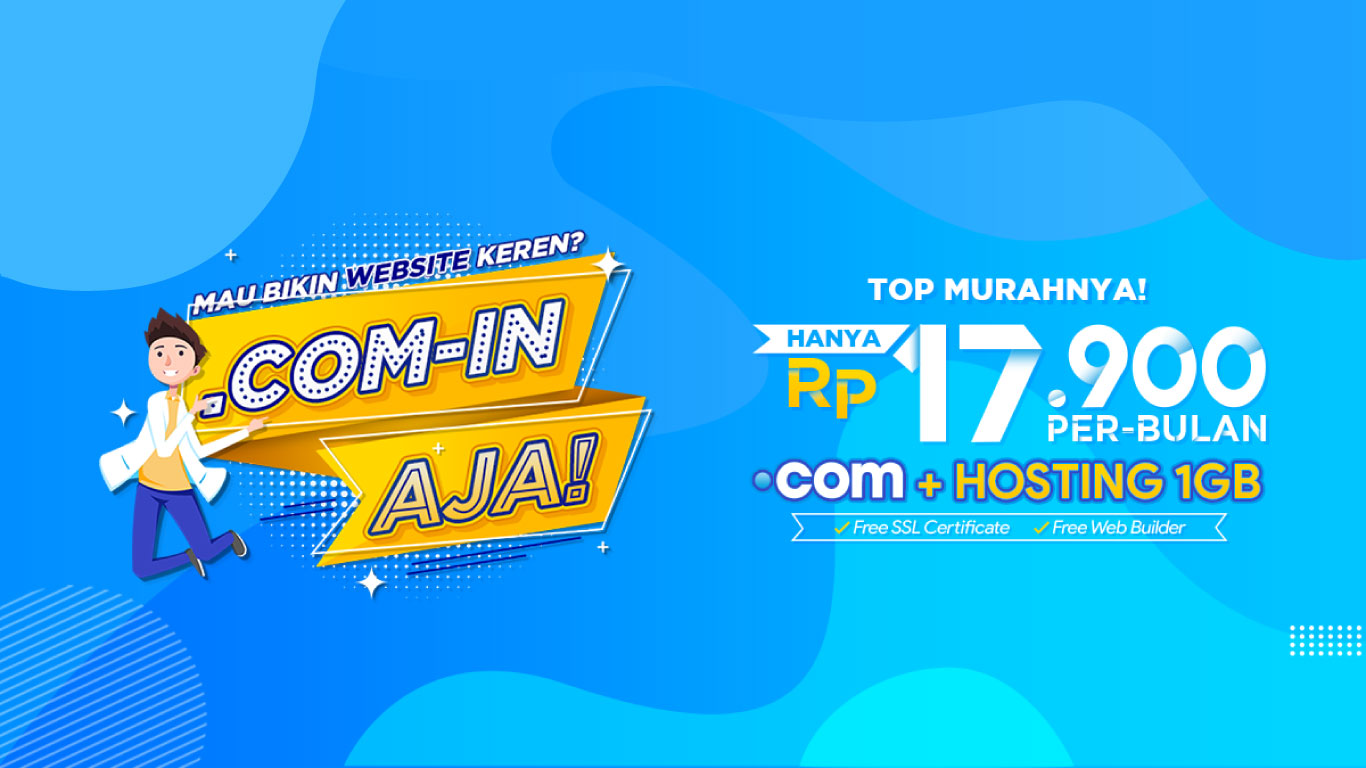 MAU BIKIN WEBSITE KEREN?
.COM-IN
AJA!
TOP MURAHNYA!
HANYA
RP 17.900
PER-BULAN
.com + HOSTING 1GB
Free SSL Certificate Free Web Builder